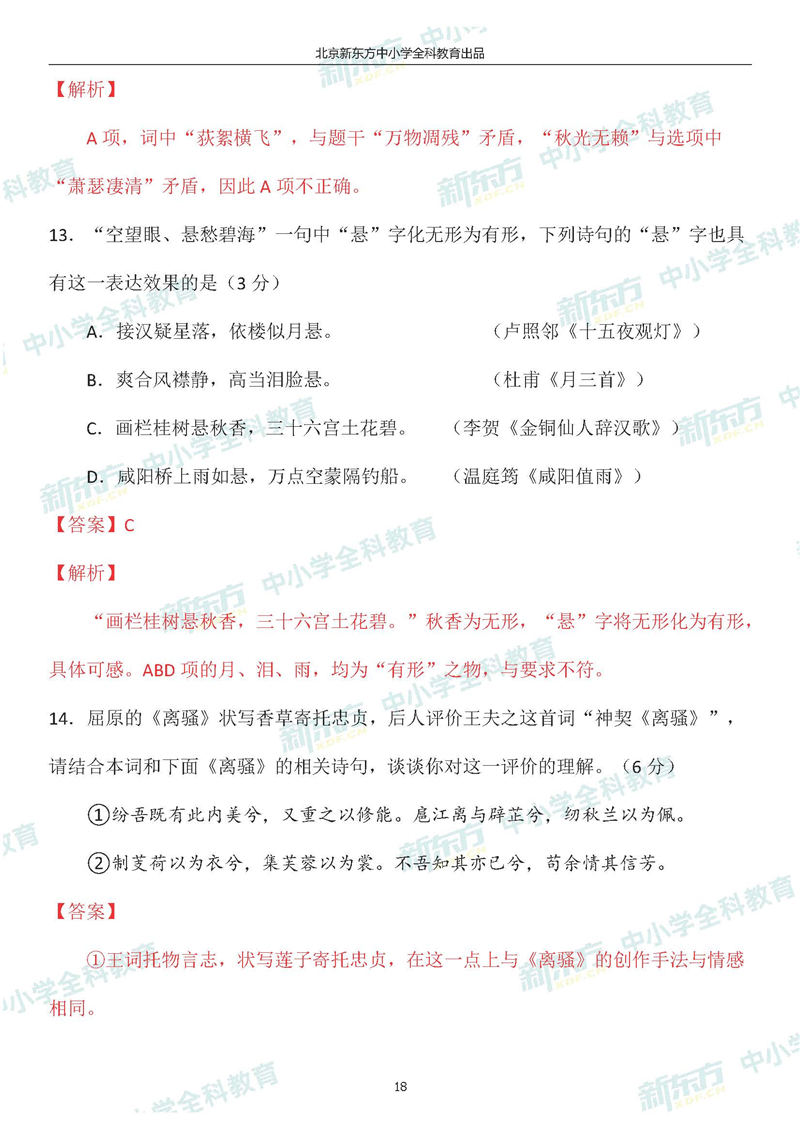 北京新东方中小学全科教育出品
【解析】
A 项，词中“荻絮横飞”，与题干“万物凋残”矛盾，“秋光无赖”与选项中
“萧瑟凄清”矛盾，因此 A 项不正确。
13．“空望眼、悬愁碧海”一句中“悬”字化无形为有形，下列诗句的“悬”字也具
有这一表达效果的是（3 分）
A．接汉疑星落，依楼似月悬。 （卢照邻《十五夜观灯》）
B．爽合风襟静，高当泪脸悬。 （杜甫《月三首》）
C．画栏桂树悬秋香，三十六宫土花碧。 （李贺《金铜仙人辞汉歌》）
D．咸阳桥上雨如悬，万点空蒙隔钓船。 （温庭筠《咸阳值雨》）
【答案】C
【解析】
“画栏桂树悬秋香，三十六宫土花碧。”秋香为无形，“悬”字将无形化为有形，
具体可感。ABD 项的月、泪、雨，均为“有形”之物，与要求不符。
14．屈原的《离骚》状写香草寄托忠贞，后人评价王夫之这首词“神契《离骚》”，
请结合本词和下面《离骚》的相关诗句，谈谈你对这一评价的理解。（6 分）
①纷吾既有此内美兮，又重之以修能。扈江离与辟芷兮，纫秋兰以为佩。
②制芰荷以为衣兮，集芙蓉以为裳。不吾知其亦已兮，苟余情其信芳。
【答案】
①王词托物言志，状写莲子寄托忠贞，在这一点上与《离骚》的创作手法与情感
相同。
18
新东方 XDF.CN 中小学全科教育